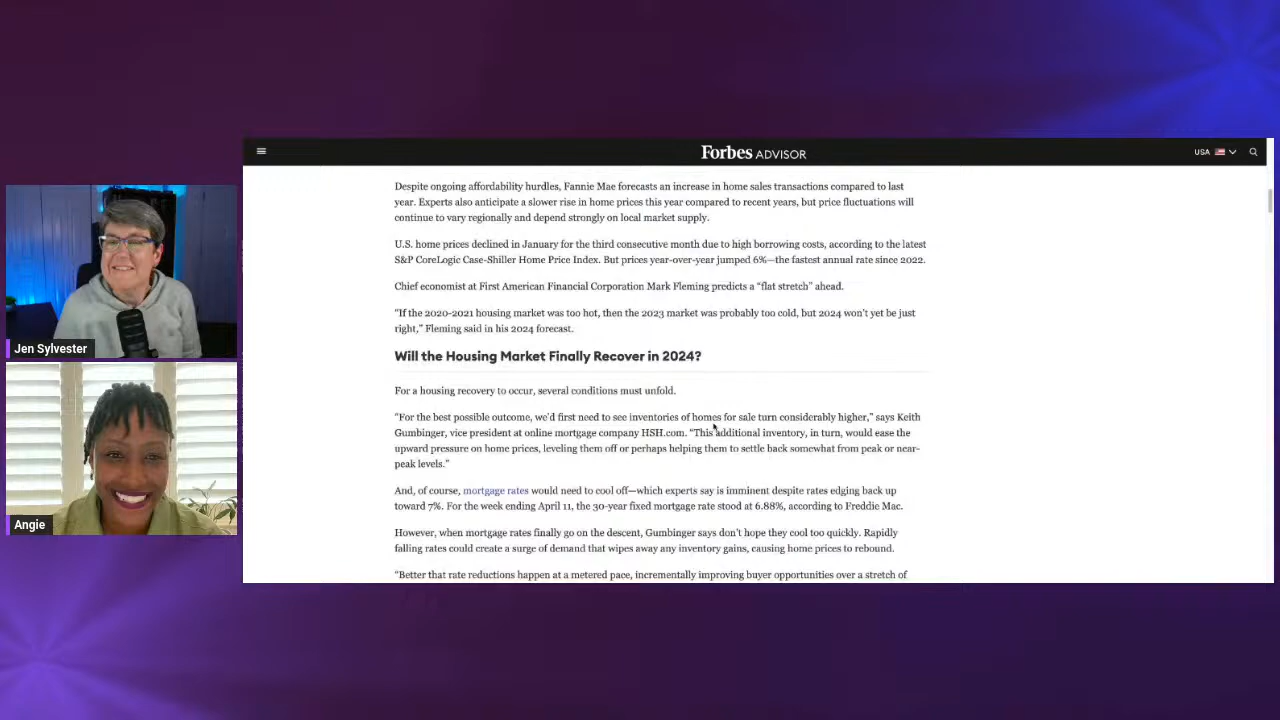 Forbes ADVISOR
USA
Despite ongoing affordability hurdles, Fannie Mae forecasts an increase in home sales transactions compared to last
year. Experts also anticipate a slower rise in home prices this year compared to recent years, but price fluctuations will
continue to vary regionally and depend strongly on local market supply.
U.S. home prices declined in January for the third consecutive month due to high borrowing costs, according to the latest
S&P CoreLogic Case-Shiller Home Price Index. But prices year-over-year jumped 6%—the fastest annual rate since 2022.
Chief economist at First American Financial Corporation Mark Fleming predicts a “flat stretch” ahead.
“If the 2020-2021 housing market was too hot, then the 2023 market was probably too cold, but 2024 won’t yet be just
right,” Fleming said in his 2024 forecast.
Will the Housing Market Finally Recover in 2024?
For a housing recovery to occur, several conditions must unfold.
“For the best possible outcome, we’d first need to see inventories of homes for sale turn considerably higher,” says Keith
Gumbinger, vice president at online mortgage company HSH.com. “This additional inventory, in turn, would ease the
upward pressure on home prices, leveling them off or perhaps helping them to settle back somewhat from peak or near-
peak levels.”
And, of course, mortgage rates would need to cool off—which experts say is imminent despite rates edging back up
toward 7%. For the week ending April 11, the 30-year fixed mortgage rate stood at 6.88%, according to Freddie Mac.
However, when mortgage rates finally go on the descent, Gumbinger says don’t hope they cool too quickly. Rapidly
falling rates could create a surge of demand that wipes away any inventory gains, causing home prices to rebound.
“Better that rate reductions happen at a metered pace, incrementally improving buyer opportunities over a stretch of
Jen Sylvester
Angie